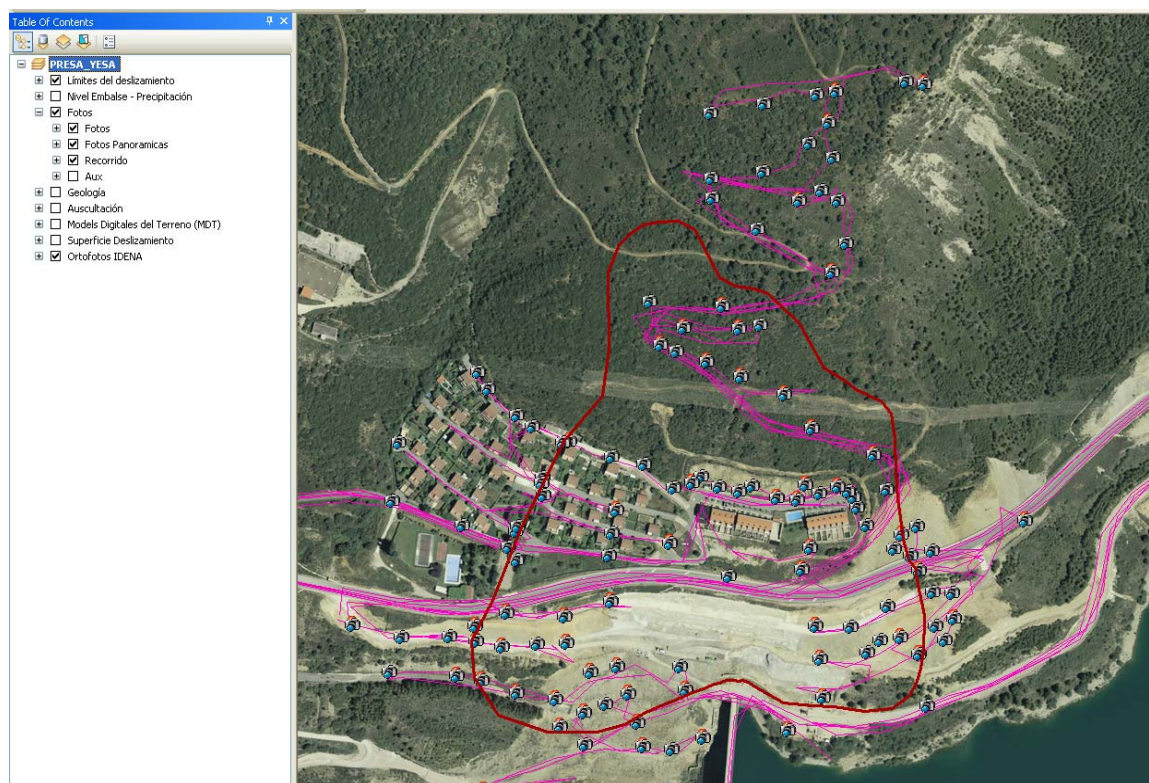 Table Of Contents
PRESA_YESA
Límites del deslizamiento
Nivel Embalse - Precipitación
Fotos
Fotos
Fotos Panoramicas
Recorrido
Aux
Geología
Auscultación
Models Digitales del Terreno (MDT)
Superficie Deslizamiento
Ortofotos IDENA